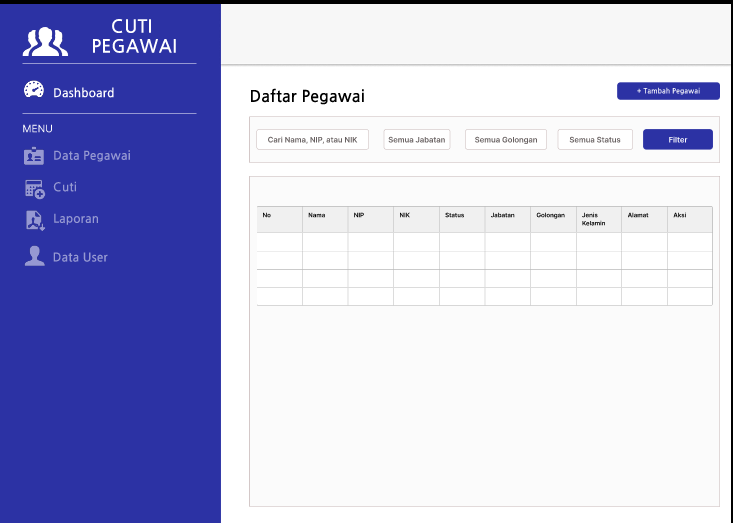 CUTI
PEGAWAI
Dashboard
MENU
Data Pegawai
Cuti
Laporan
Data User
Daftar Pegawai
+ Tambah Pegawai
Cari Nama, NIP, atau NIK
Semua Jabatan
Semua Golongan
Semua Status
Filter
No
Nama
NIP
NIK
Status
Jabatan
Golongan
Jenis
Kelamin
Alamat
Aksi